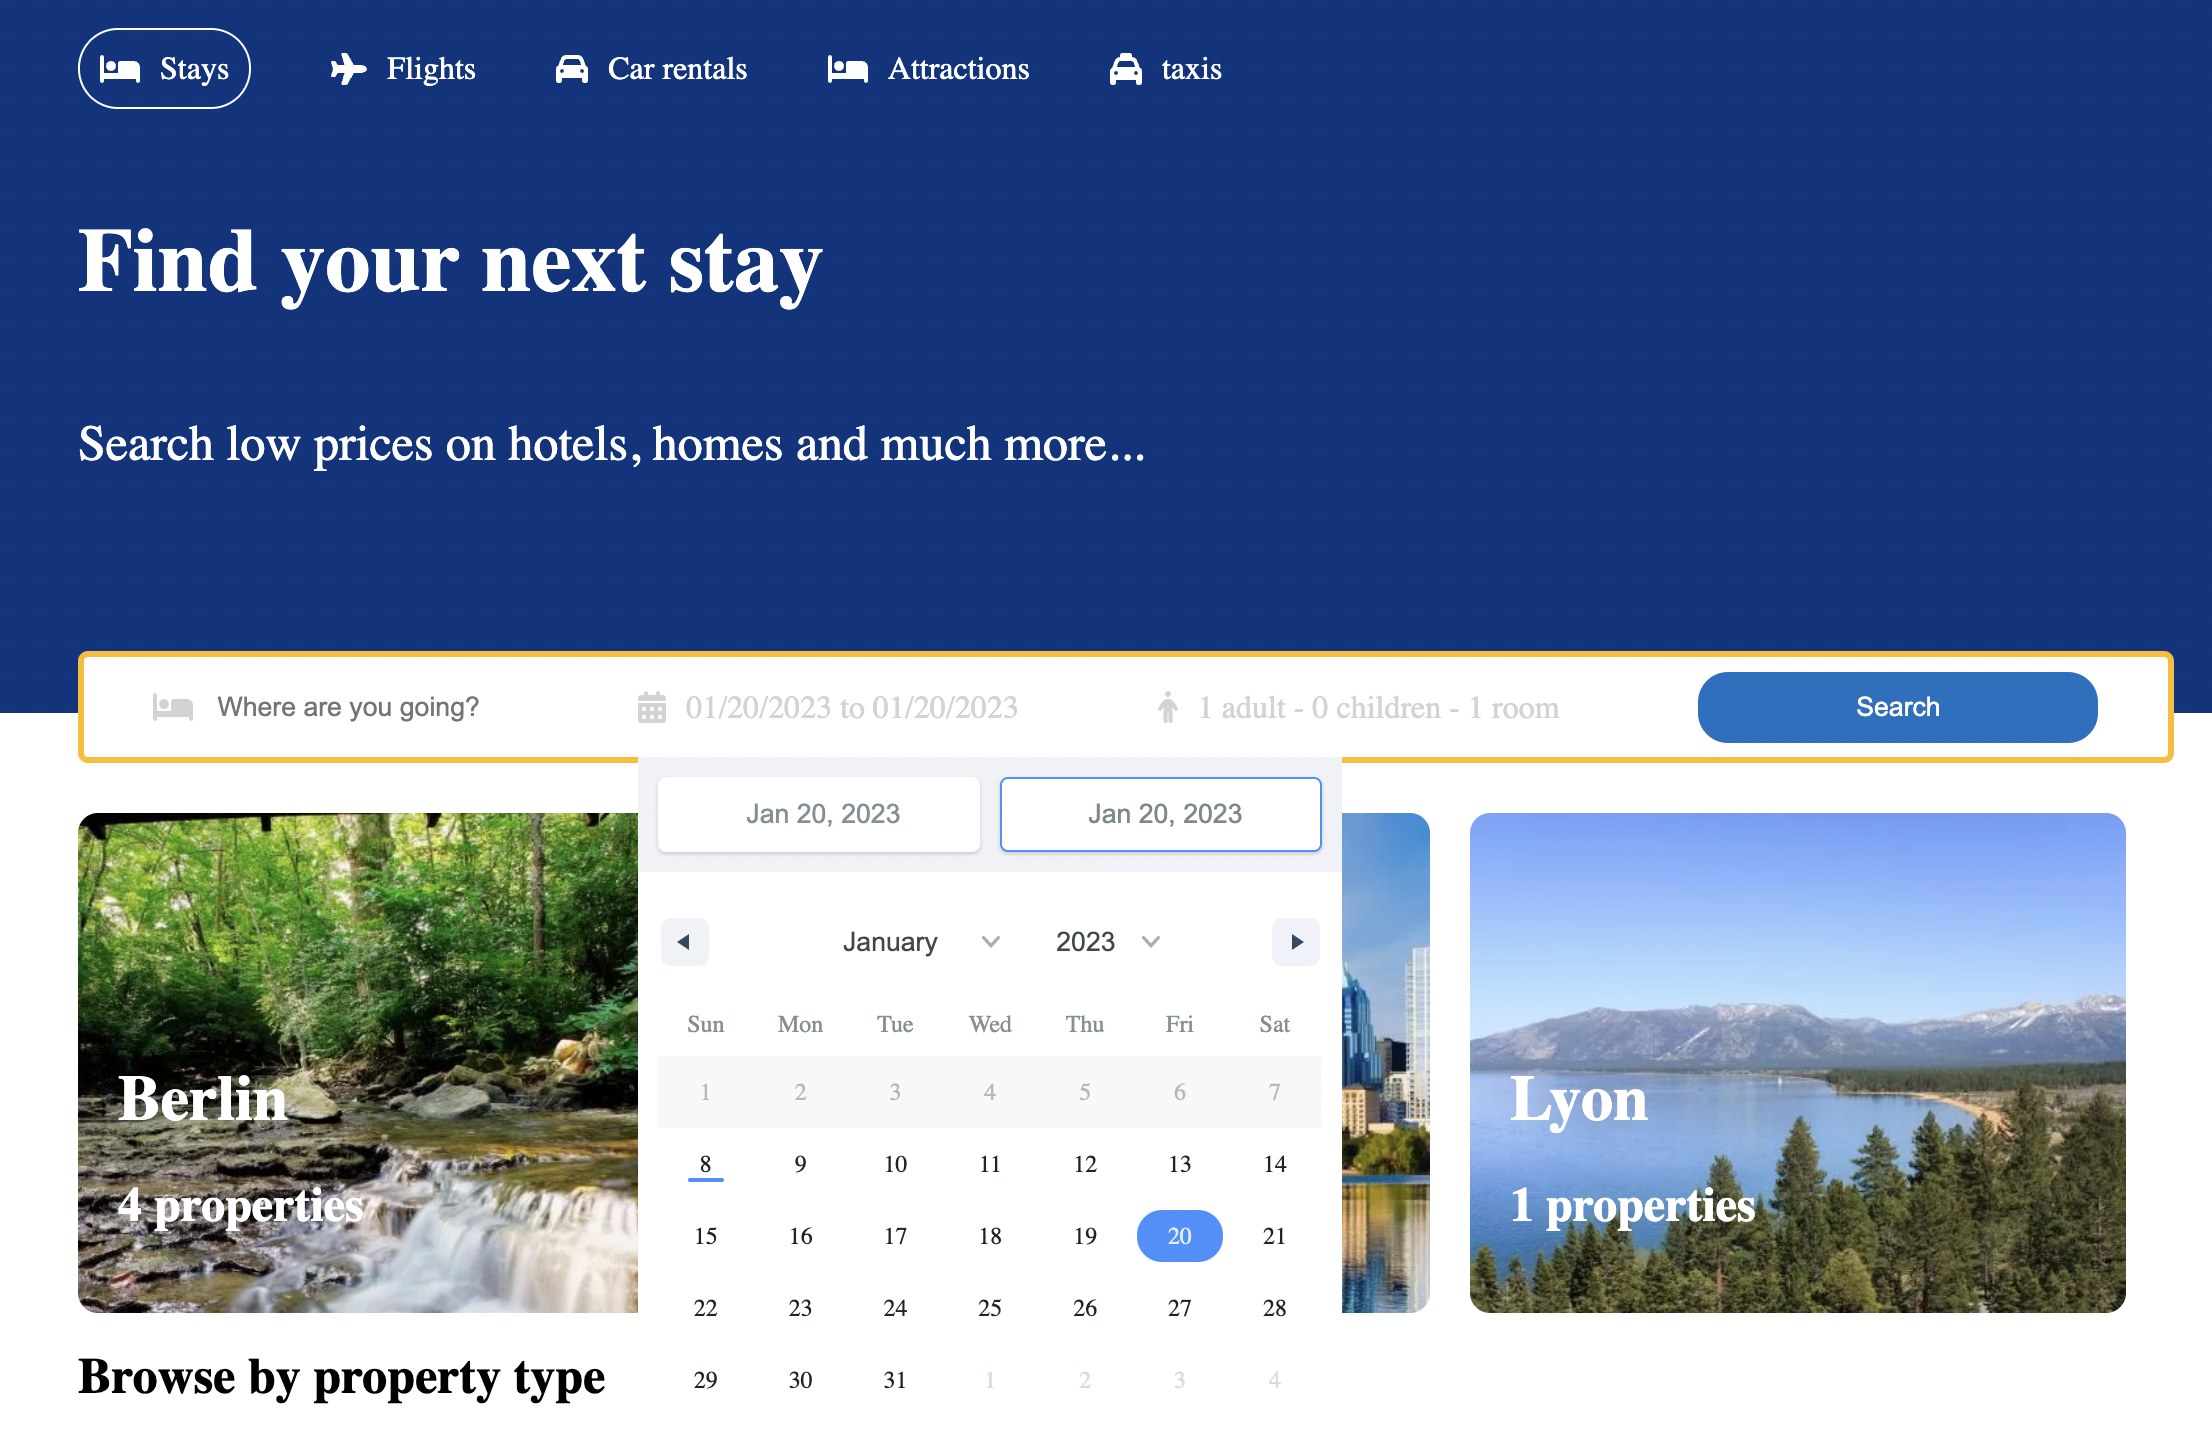 Stays Flights Car rentals Attractions taxis
Find your next stay
Search low prices on hotels, homes and much more...
Where are you going? 01/20/2023 to 01/20/2023 1 adult - 0 children - 1 room Search
Jan 20, 2023 Jan 20, 2023
January 2023
Sun Mon Tue Wed Thu Fri Sat
1 2 3 4 5 6 7
8 9 10 11 12 13 14
15 16 17 18 19 20 21
22 23 24 25 26 27 28
29 30 31 1 2 3 4
Berlin
4 properties
Lyon
1 properties
Browse by property type